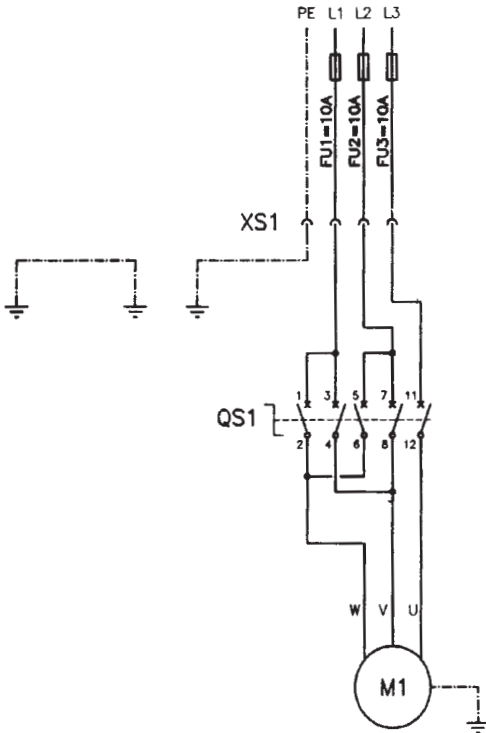 PE L1 L2 L3
FU1=10A
FU2=10A
FU3=10A
XS1
1 3 5 7 11
QS1
2 4 6 8 12
W V U
M1